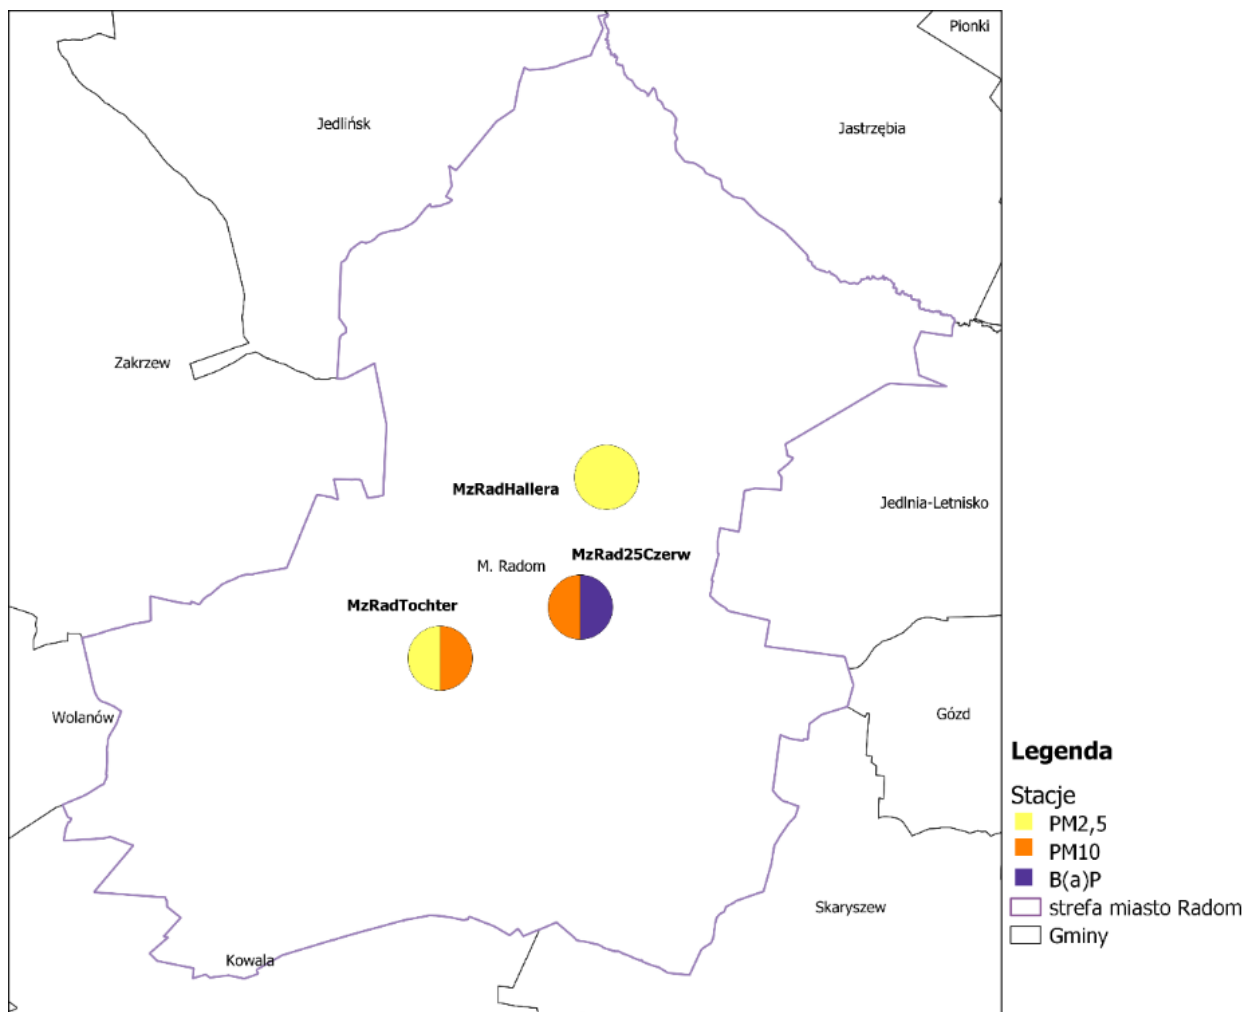 Pionki
Jedlińsk
Jastrzębia
Zakrzew
MzRadHallera
Jedlnia-Letnisko
MzRad25Czerw
M. Radom
MzRadTochter
Wolanów
Gózd
Skaryszew
Kowala
Legenda
Stacje
PM2,5
PM10
B(a)P
strefa miasto Radom
Gminy